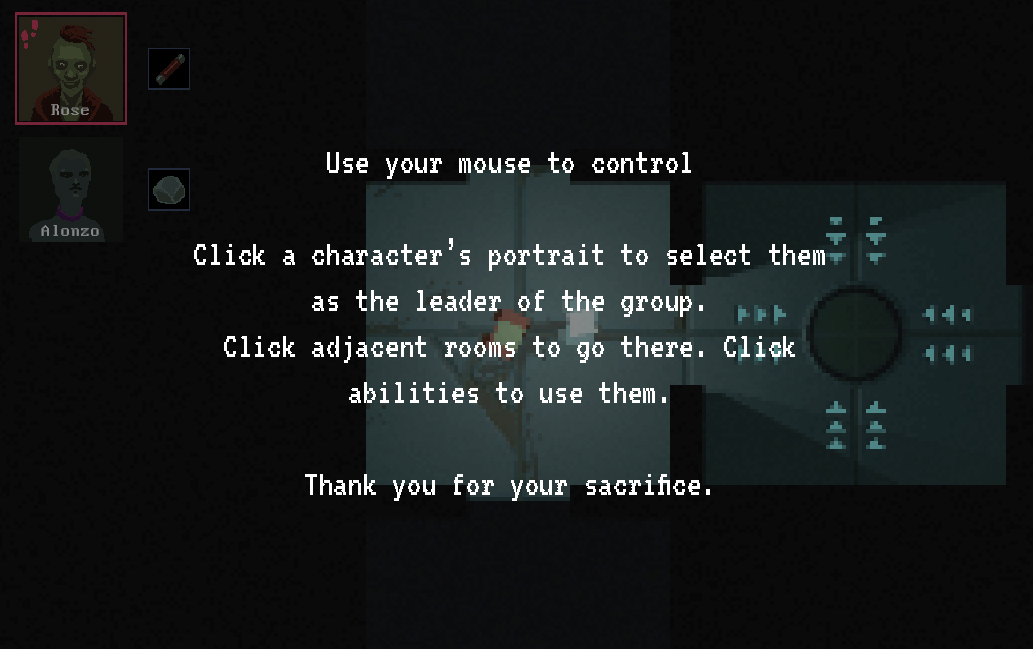 Rose
Alonzo
Use your mouse to control
Click a character's portrait to select them
as the leader of the group.
Click adjacent rooms to go there. Click
abilities to use them.
Thank you for your sacrifice.